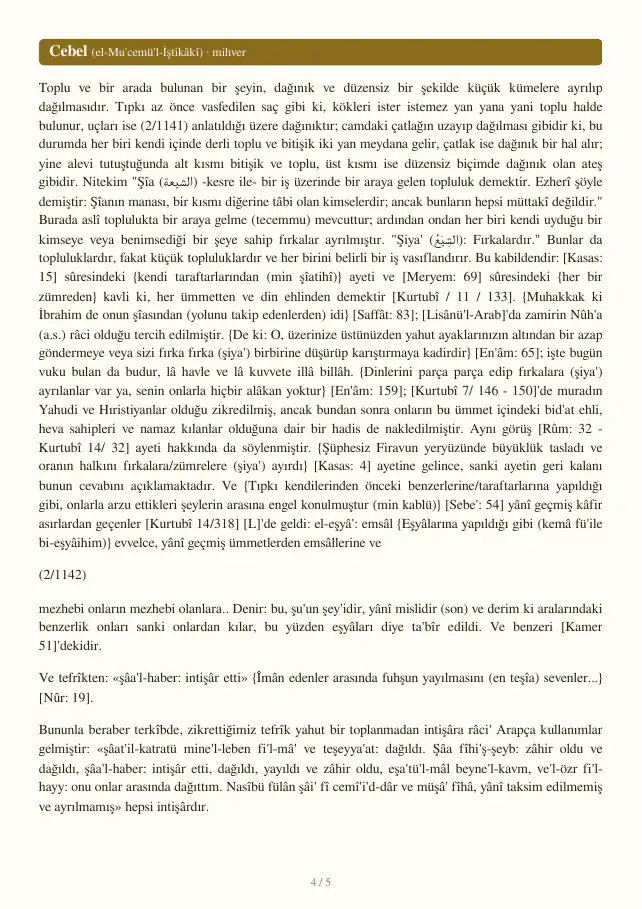 Cebel (el-Mu'cemü'l-İştikâkî) · mihver
Toplu ve bir arada bulunan bir şeyin, dağınık ve düzensiz bir şekilde küçük kümelere ayrılıp
dağılmasıdır. Tıpkı az önce vasfedilen saç gibi ki, kökleri ister istemez yan yana yani toplu halde
bulunur, uçları ise (2/1141) anlatıldığı üzere dağınıktır; camdaki çatlağın uzayıp dağılması gibidir ki, bu
durumda her biri kendi içinde derli toplu ve bitişik iki yan meydana gelir, çatlak ise dağınık bir hal alır;
yine alevi tutuştuğunda alt kısmı bitişik ve toplu, üst kısmı ise düzensiz biçimde dağınık olan ateş
gibidir. Nitekim "Şîa (الشيعة) -kesre ile- bir iş üzerinde bir araya gelen topluluk demektir. Ezherî şöyle
demiştir: Şîanın manası, bir kısmı diğerine tâbi olan kimselerdir; ancak bunların hepsi müttakî değildir."
Burada aslî toplulukta bir araya gelme (tecemmu) mevcuttur; ardından ondan her biri kendi uyduğu bir
kimseye veya benimsediği bir şeye sahip fırkalar ayrılmıştır. "Şiya' (الشِيَعُ): Fırkalardır." Bunlar da
topluluklardır, fakat küçük topluluklardır ve her birini belirli bir iş vasıflandırır. Bu kabildendir: [Kasas:
15] sûresindeki {kendi taraftarlarından (min şîatihî)} ayeti ve [Meryem: 69] sûresindeki {her bir
zümreden} kavli ki, her ümmetten ve din ehlinden demektir [Kurtubî / 11 / 133]. {Muhakkak ki
İbrahim de onun şîasından (yolunu takip edenlerden) idi} [Saffât: 83]; [Lisânü'l-Arab]'da zamirin Nûh'a
(a.s.) râci olduğu tercih edilmiştir. {De ki: O, üzerinize üstünüzden yahut ayaklarınızın altından bir azap
göndermeye veya sizi fırka fırka (şiya') birbirine düşürüp karıştırmaya kadirdir} [En'âm: 65]; işte bugün
vuku bulan da budur, lâ havle ve lâ kuvvete illâ billâh. {Dinlerini parça parça edip fırkalara (şiya')
ayrılanlar var ya, senin onlarla hiçbir alâkan yoktur} [En'âm: 159]; [Kurtubî 7/ 146 - 150]'de muradın
Yahudi ve Hıristiyanlar olduğu zikredilmiş, ancak bundan sonra onların bu ümmet içindeki bid'at ehli,
heva sahipleri ve namaz kılanlar olduğuna dair bir hadis de nakledilmiştir. Aynı görüş [Rûm: 32 -
Kurtubî 14/ 32] ayeti hakkında da söylenmiştir. {Şüphesiz Firavun yeryüzünde büyüklük tasladı ve
oranın halkını fırkalara/zümrelere (şiya') ayırdı} [Kasas: 4] ayetine gelince, sanki ayetin geri kalanı
bunun cevabını açıklamaktadır. Ve {Tıpkı kendilerinden önceki benzerlerine/taraftarlarına yapıldığı
gibi, onlarla arzu ettikleri şeylerin arasına engel konulmuştur (min kablü)} [Sebe': 54] yânî geçmiş kâfir
asırlardan geçenler [Kurtubî 14/318] [L]'de geldi: el-eşyâ': emsâl {Eşyâlarına yapıldığı gibi (kemâ fü'ile
bi-eşyâihim)} evvelce, yânî geçmiş ümmetlerden emsâllerine ve
(2/1142)
mezhebi onların mezhebi olanlara.. Denir: bu, şu'un şey'idir, yânî mislidir (son) ve derim ki aralarındaki
benzerlik onları sanki onlardan kılar, bu yüzden eşyâları diye ta'bîr edildi. Ve benzeri [Kamer
51]'dekidir.
Ve tefrîkten: «şâa'l-haber: intişâr etti» {Îmân edenler arasında fuhşun yayılmasını (en teşîa) sevenler...}
[Nûr: 19].
Bununla beraber terkîbde, zikrettiğimiz tefrîk yahut bir toplanmadan intişâra râci' Arapça kullanımlar
gelmiştir: «şâat'il-katratü mine'l-leben fi'l-mâ' ve teşeyya'at: dağıldı. Şâa fîhi'ş-şeyb: zâhir oldu ve
dağıldı, şâa'l-haber: intişâr etti, dağıldı, yayıldı ve zâhir oldu, eşa'tü'l-mâl beyne'l-kavm, ve'l-özr fi'l-
hayy: onu onlar arasında dağıttım. Nasîbü fülân şâi' fî cemî'i'd-dâr ve müşâ' fîhâ, yânî taksim edilmemiş
ve ayrılmamış» hepsi intişârdır.
4 / 5